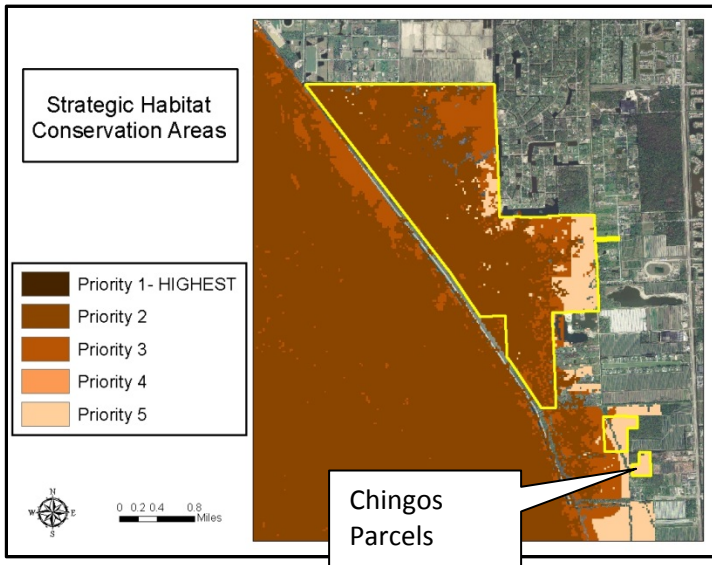 Strategic Habitat
Conservation Areas
Priority 1- HIGHEST
Priority 2
Priority 3
Priority 4
Priority 5
N
W E
S
0 0.2 0.4 0.8
Miles
Chingos
Parcels